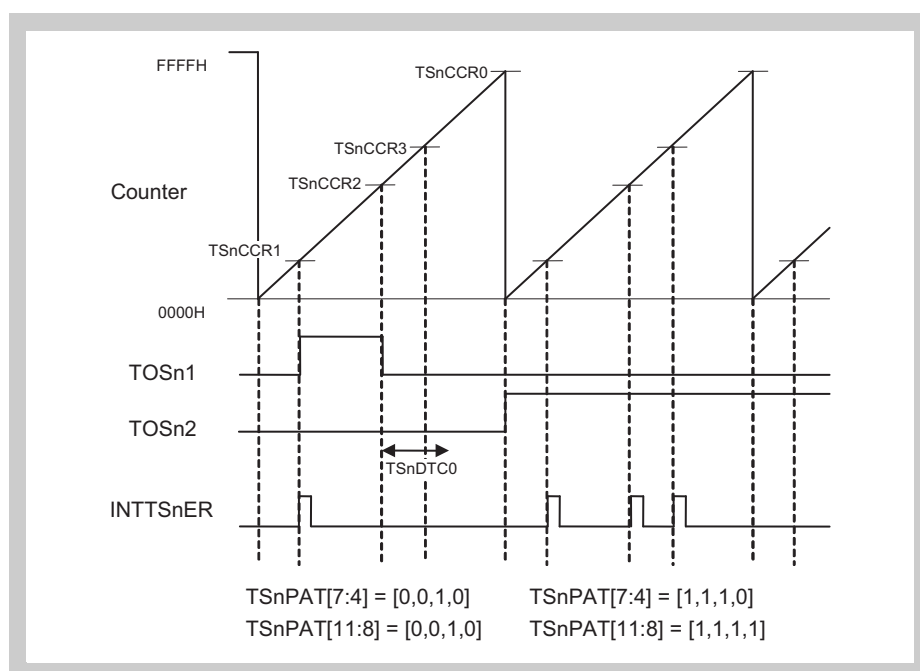 FFFFH
TSnCCR0
TSnCCR3
TSnCCR2
Counter
TSnCCR1
0000H
TOSn1
TOSn2
TSnDTC0
INTTSnER
TSnPAT[7:4] = [0,0,1,0] TSnPAT[7:4] = [1,1,1,0]
TSnPAT[11:8] = [0,0,1,0] TSnPAT[11:8] = [1,1,1,1]